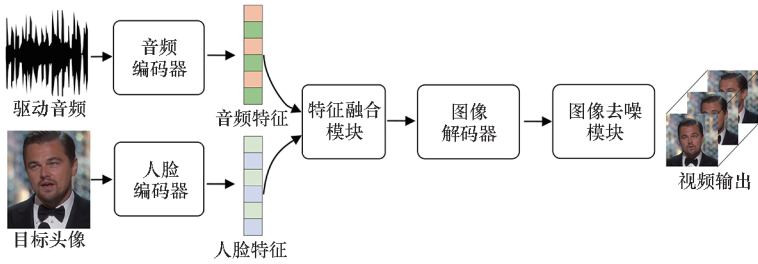 驱动音频
音频
编码器
音频特征
目标头像
人脸
编码器
人脸特征
特征融合
模块
图像
解码器
图像去噪
模块
视频输出